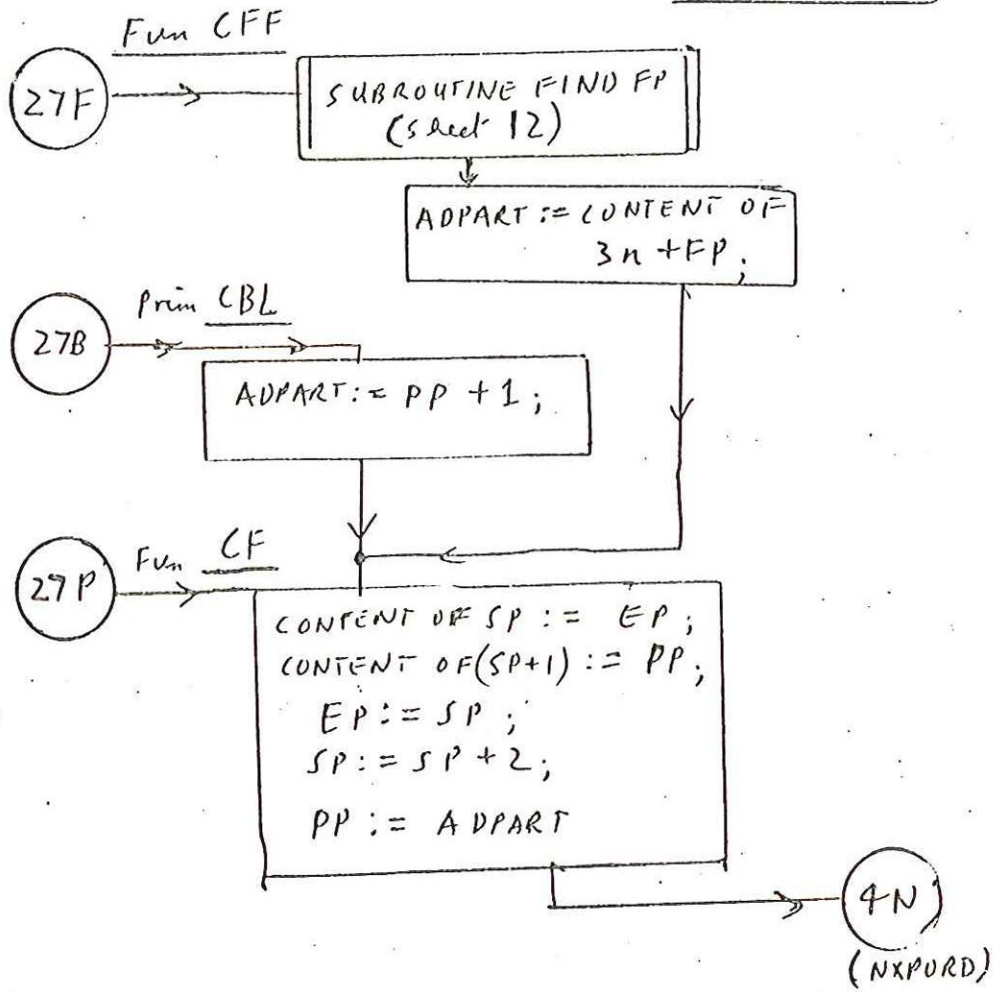 Fun CFF
27F
SUBROUTINE FIND FP
(sheet 12)
ADPART := CONTENT OF
3n + FP;
Prim CBL
27B
ADPART := PP + 1;
Fun CF
27P
CONTENT OF SP := EP;
CONTENT OF (SP+1) := PP;
EP := SP;
SP := SP + 2;
PP := ADPART
4N
(NXPORD)